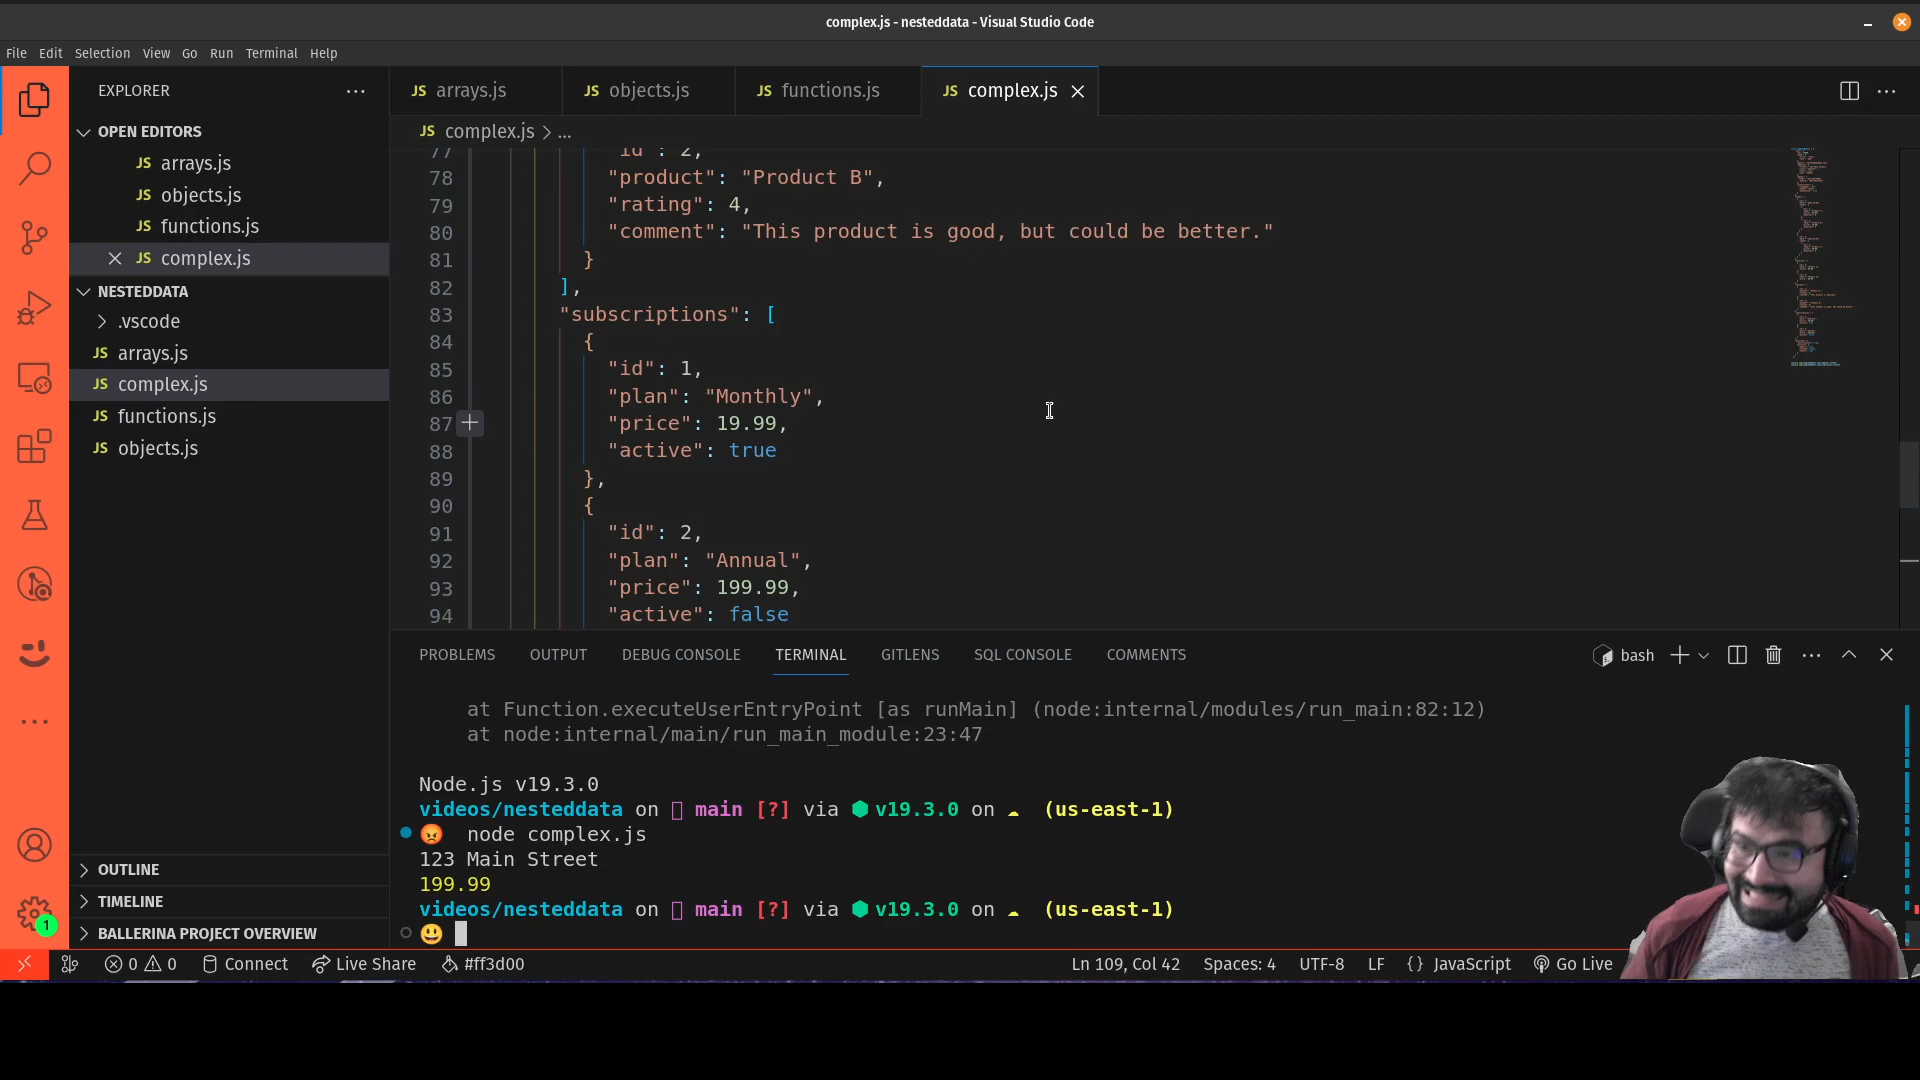 complex.js - nesteddata - Visual Studio Code
File Edit Selection View Go Run Terminal Help
EXPLORER
OPEN EDITORS
arrays.js
objects.js
functions.js
complex.js
NESTEDDATA
.vscode
arrays.js
complex.js
functions.js
objects.js
OUTLINE
TIMELINE
BALLERINA PROJECT OVERVIEW
1
JS arrays.js JS objects.js JS functions.js JS complex.js
JS complex.js > ...
77 "id": 2,
78 "product": "Product B",
79 "rating": 4,
80 "comment": "This product is good, but could be better."
81 }
82 ],
83 "subscriptions": [
84 {
85 "id": 1,
86 "plan": "Monthly",
87 "price": 19.99,
88 "active": true
89 },
90 {
91 "id": 2,
92 "plan": "Annual",
93 "price": 199.99,
94 "active": false
PROBLEMS OUTPUT DEBUG CONSOLE TERMINAL GITLENS SQL CONSOLE COMMENTS bash
at Function.executeUserEntryPoint [as runMain] (node:internal/modules/run_main:82:12)
at node:internal/main/run_main_module:23:47
Node.js v19.3.0
videos/nesteddata on main [?] via v19.3.0 on ☁ (us-east-1)
😡 node complex.js
123 Main Street
199.99
videos/nesteddata on main [?] via v19.3.0 on ☁ (us-east-1)
😃
0 0 Connect Live Share #ff3d00 Ln 109, Col 42 Spaces: 4 UTF-8 LF {} JavaScript Go Live